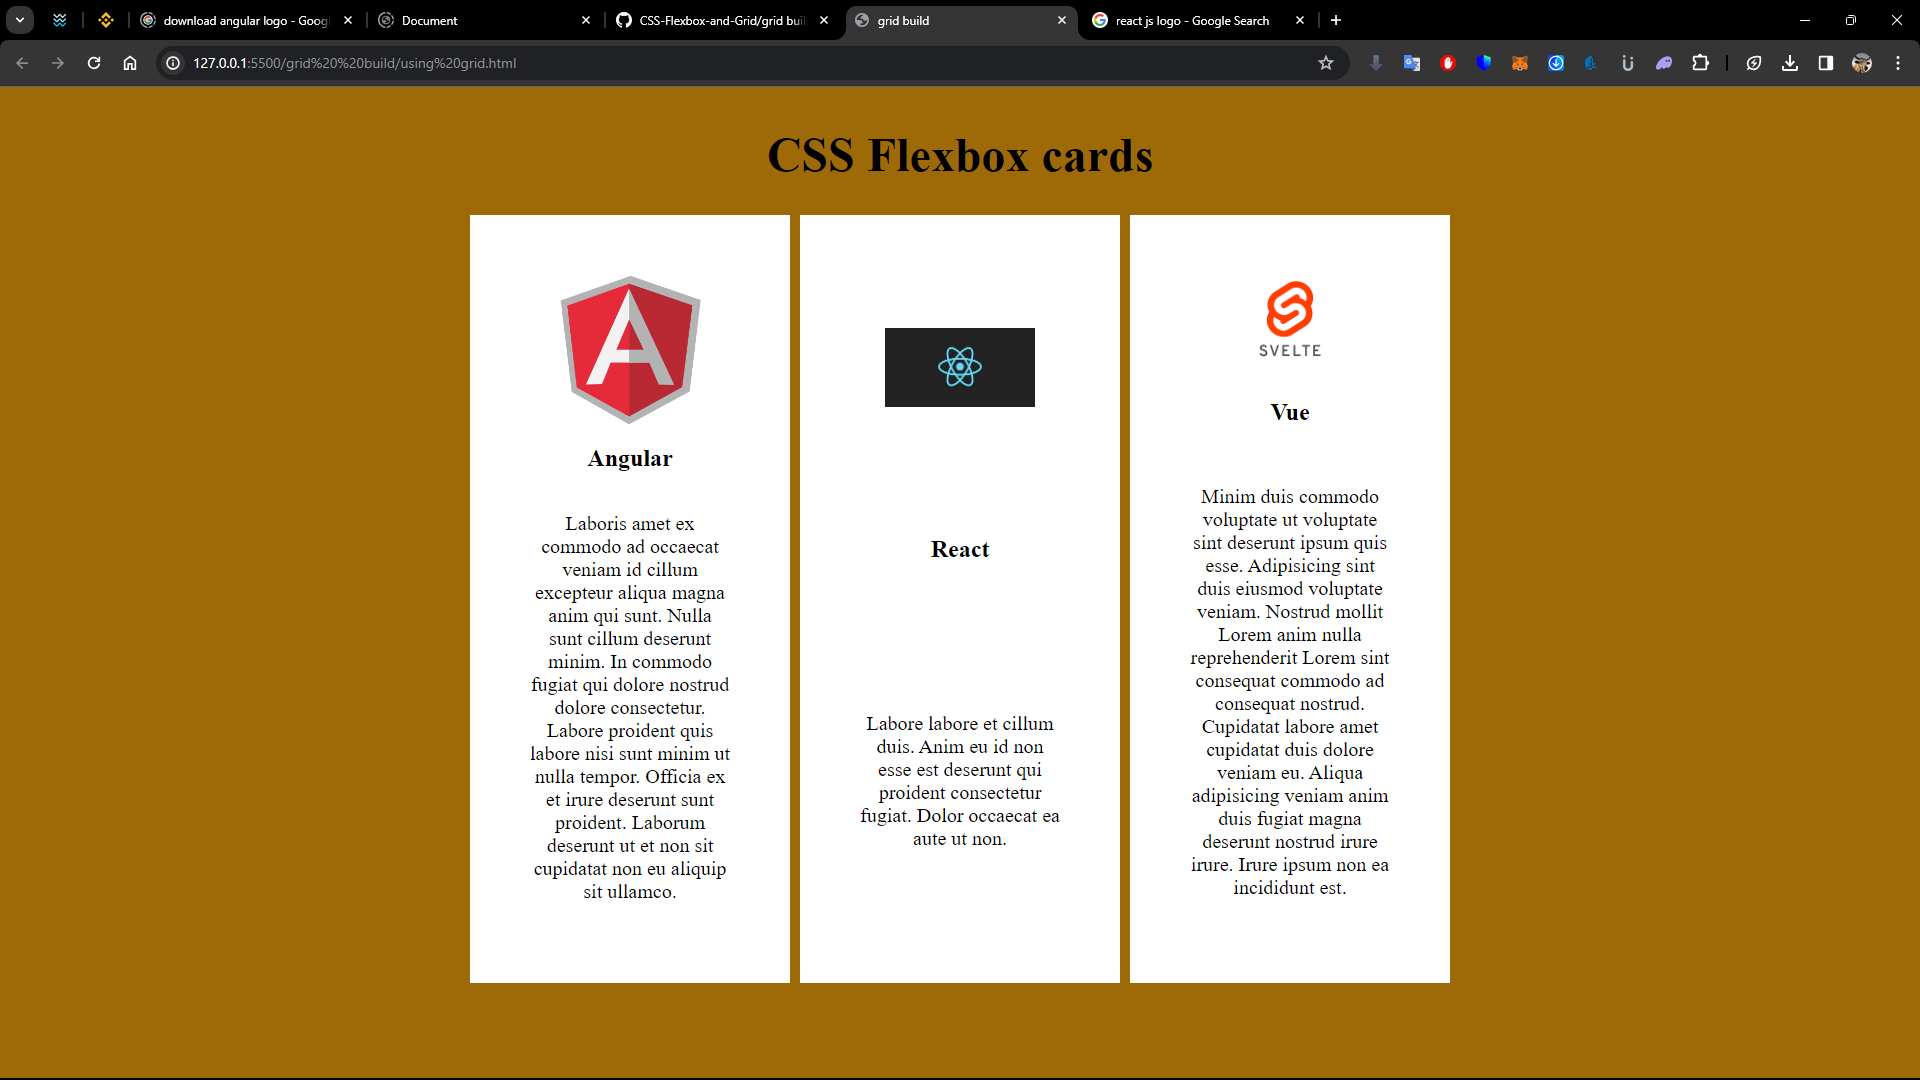 download angular logo - Goog
Document
CSS-Flexbox-and-Grid/grid bui
grid build
react js logo - Google Search
127.0.0.1:5500/grid%20%20build/using%20grid.html
CSS Flexbox cards
Angular
Laboris amet ex
commodo ad occaecat
veniam id cillum
excepteur aliqua magna
anim qui sunt. Nulla
sunt cillum deserunt
minim. In commodo
fugiat qui dolore nostrud
dolore consectetur.
Labore proident quis
labore nisi sunt minim ut
nulla tempor. Officia ex
et irure deserunt sunt
proident. Laborum
deserunt ut et non sit
cupidatat non eu aliquip
sit ullamco.
React
Labore labore et cillum
duis. Anim eu id non
esse est deserunt qui
proident consectetur
fugiat. Dolor occaecat ea
aute ut non.
SVELTE
Vue
Minim duis commodo
voluptate ut voluptate
sint deserunt ipsum quis
esse. Adipisicing sint
duis eiusmod voluptate
veniam. Nostrud mollit
Lorem anim nulla
reprehenderit Lorem sint
consequat commodo ad
consequat nostrud.
Cupidatat labore amet
cupidatat duis dolore
veniam eu. Aliqua
adipisicing veniam anim
duis fugiat magna
deserunt nostrud irure
irure. Irure ipsum non ea
incididunt est.